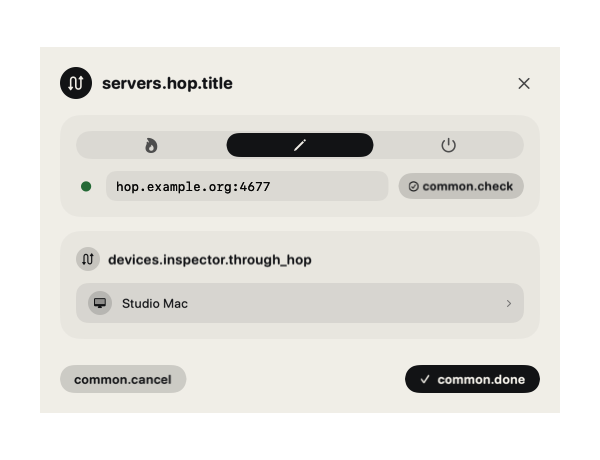 servers.hop.title
hop.example.org:4677
common.check
devices.inspector.through_hop
Studio Mac
common.cancel
common.done